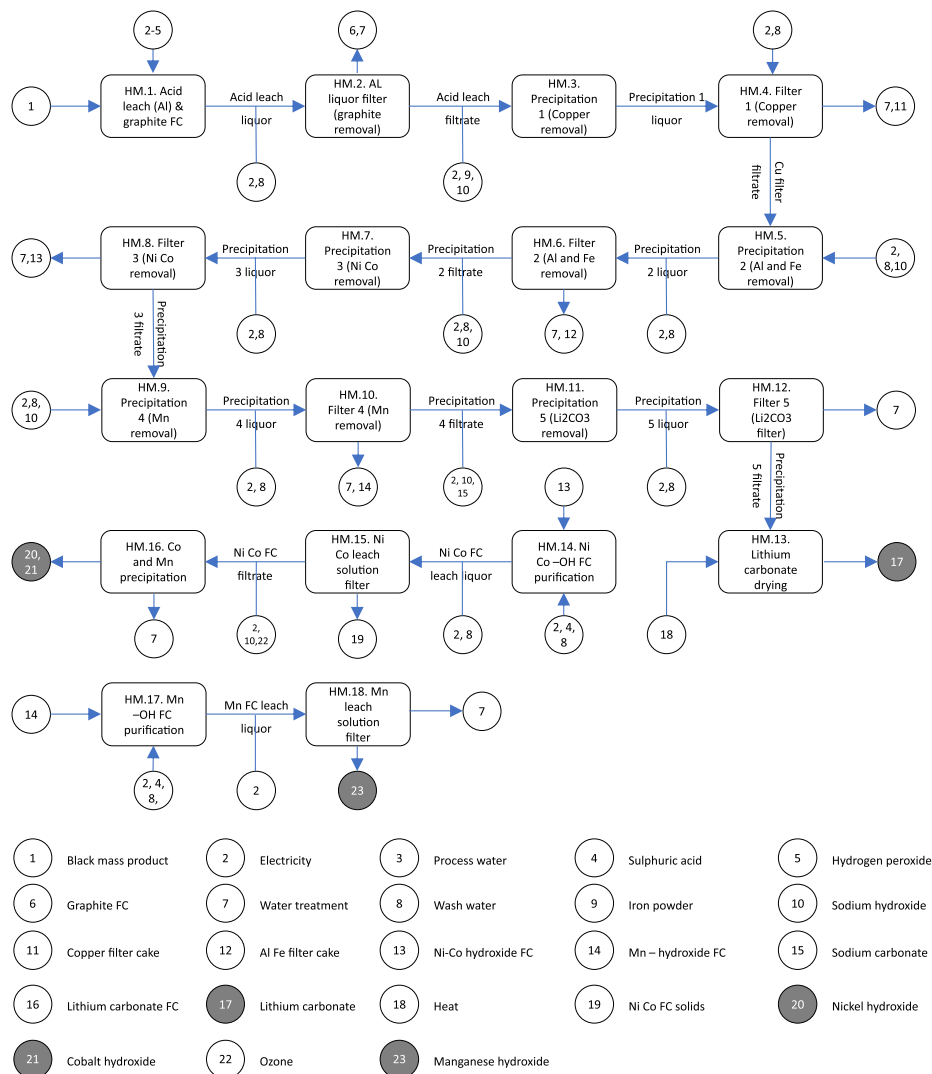 2-5
6,7
2,8
1
HM.1. Acid
leach (Al) &
graphite FC
Acid leach
liquor
HM.2. AL
liquor filter
(graphite
removal)
Acid leach
filtrate
HM.3.
Precipitation
1 (Copper
removal)
Precipitation 1
liquor
HM.4. Filter
1 (Copper
removal)
7,11
2,8
2, 9,
10
Cu filter
filtrate
7,13
HM.8. Filter
3 (Ni Co
removal)
Precipitation
3 liquor
HM.7.
Precipitation
3 (Ni Co
removal)
Precipitation
2 filtrate
HM.6. Filter
2 (Al and Fe
removal)
Precipitation
2 liquor
HM.5.
Precipitation
2 (Al and Fe
removal)
2,
8,10
Precipitation
3 filtrate
2,8
2,8,
10
7, 12
2,8
2,8,
10
HM.9.
Precipitation
4 (Mn
removal)
Precipitation
4 liquor
HM.10.
Filter 4 (Mn
removal)
Precipitation
4 filtrate
HM.11.
Precipitation
5 (Li2CO3
removal)
Precipitation
5 liquor
HM.12.
Filter 5
(Li2CO3
filter)
7
2, 8
7, 14
2, 10,
15
13
2,8
Precipitation
5 filtrate
20,
21
HM.16. Co
and Mn
precipitation
Ni Co FC
filtrate
HM.15. Ni
Co leach
solution
filter
Ni Co FC
leach liquor
HM.14. Ni
Co –OH FC
purification
HM.13.
Lithium
carbonate
drying
17
7
2,
10,22
19
2, 8
2, 4,
8
18
14
HM.17. Mn
–OH FC
purification
Mn FC leach
liquor
HM.18. Mn
leach
solution
filter
7
2, 4,
8,
2
23
1 Black mass product
2 Electricity
3 Process water
4 Sulphuric acid
5 Hydrogen peroxide
6 Graphite FC
7 Water treatment
8 Wash water
9 Iron powder
10 Sodium hydroxide
11 Copper filter cake
12 Al Fe filter cake
13 Ni-Co hydroxide FC
14 Mn – hydroxide FC
15 Sodium carbonate
16 Lithium carbonate FC
17 Lithium carbonate
18 Heat
19 Ni Co FC solids
20 Nickel hydroxide
21 Cobalt hydroxide
22 Ozone
23 Manganese hydroxide